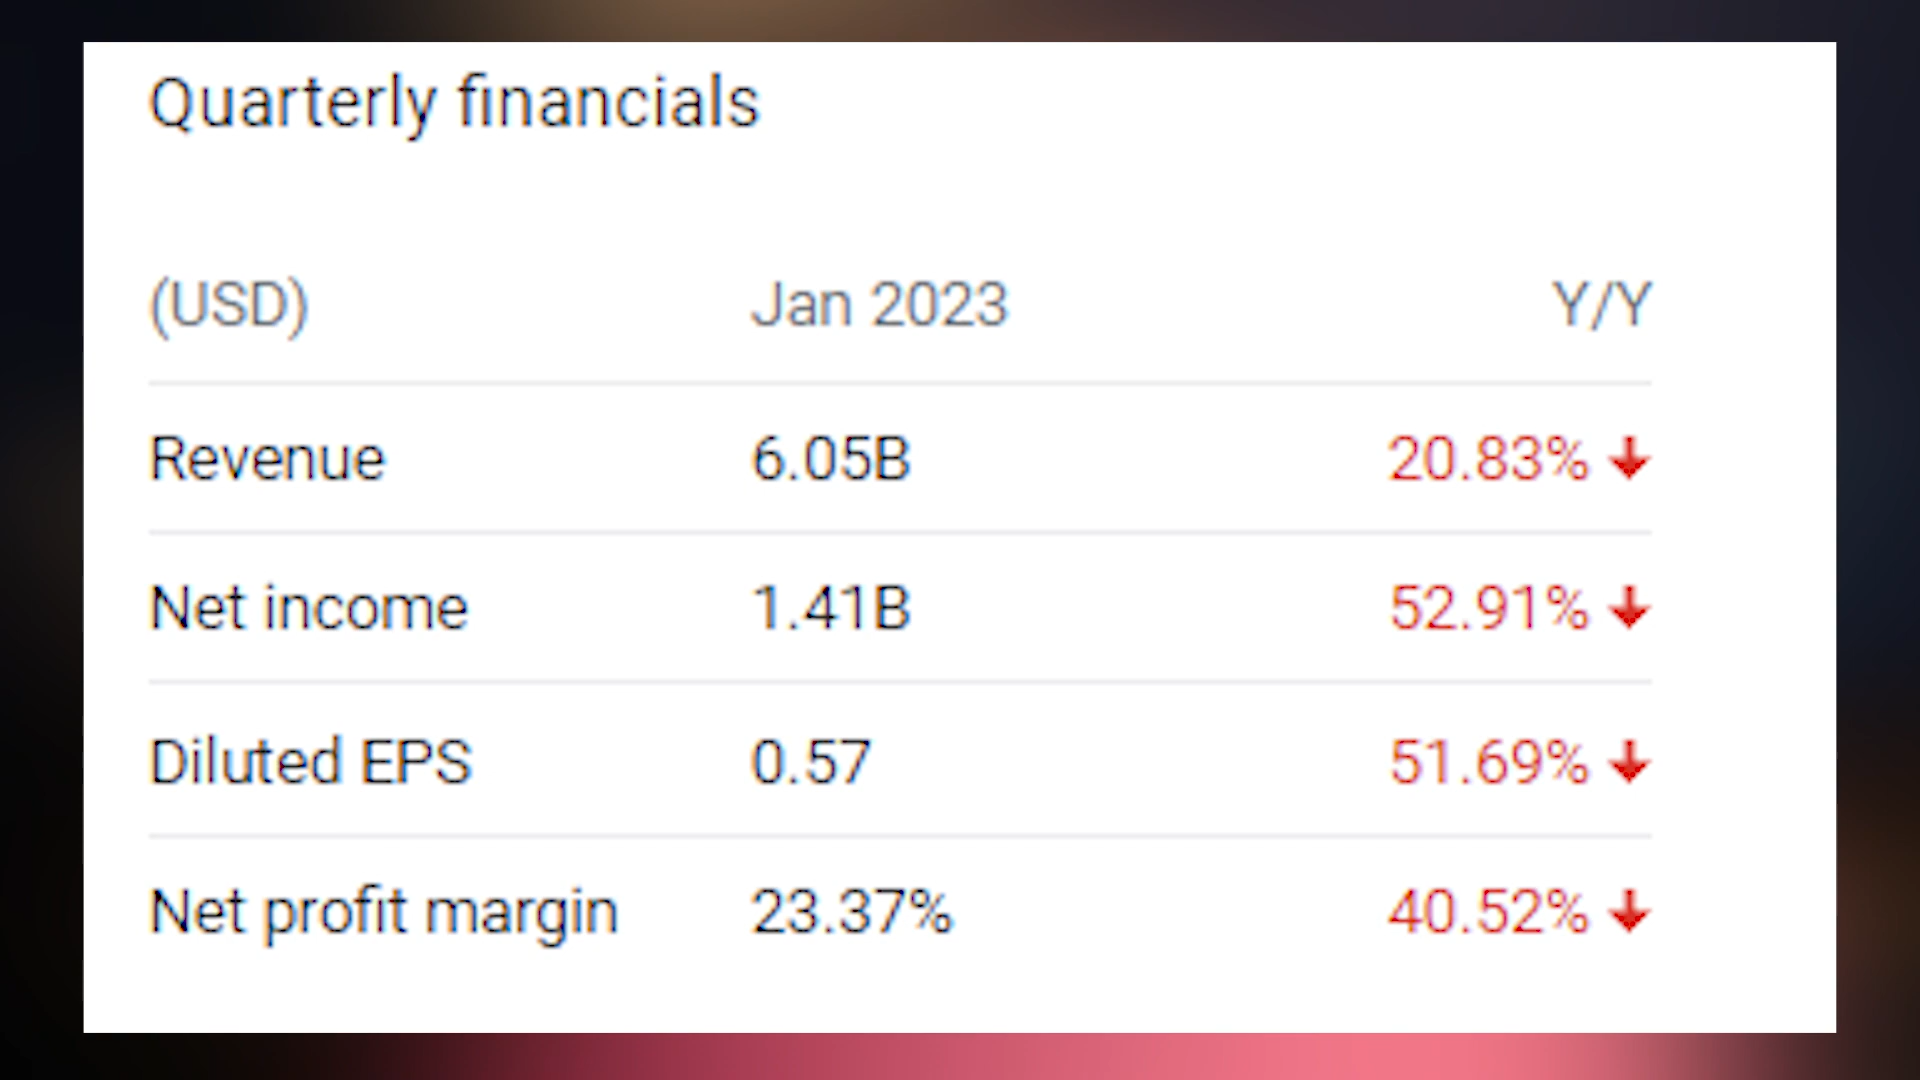 Quarterly financials
(USD) Jan 2023 Y/Y
Revenue 6.05B 20.83% ↓
Net income 1.41B 52.91% ↓
Diluted EPS 0.57 51.69% ↓
Net profit margin 23.37% 40.52% ↓